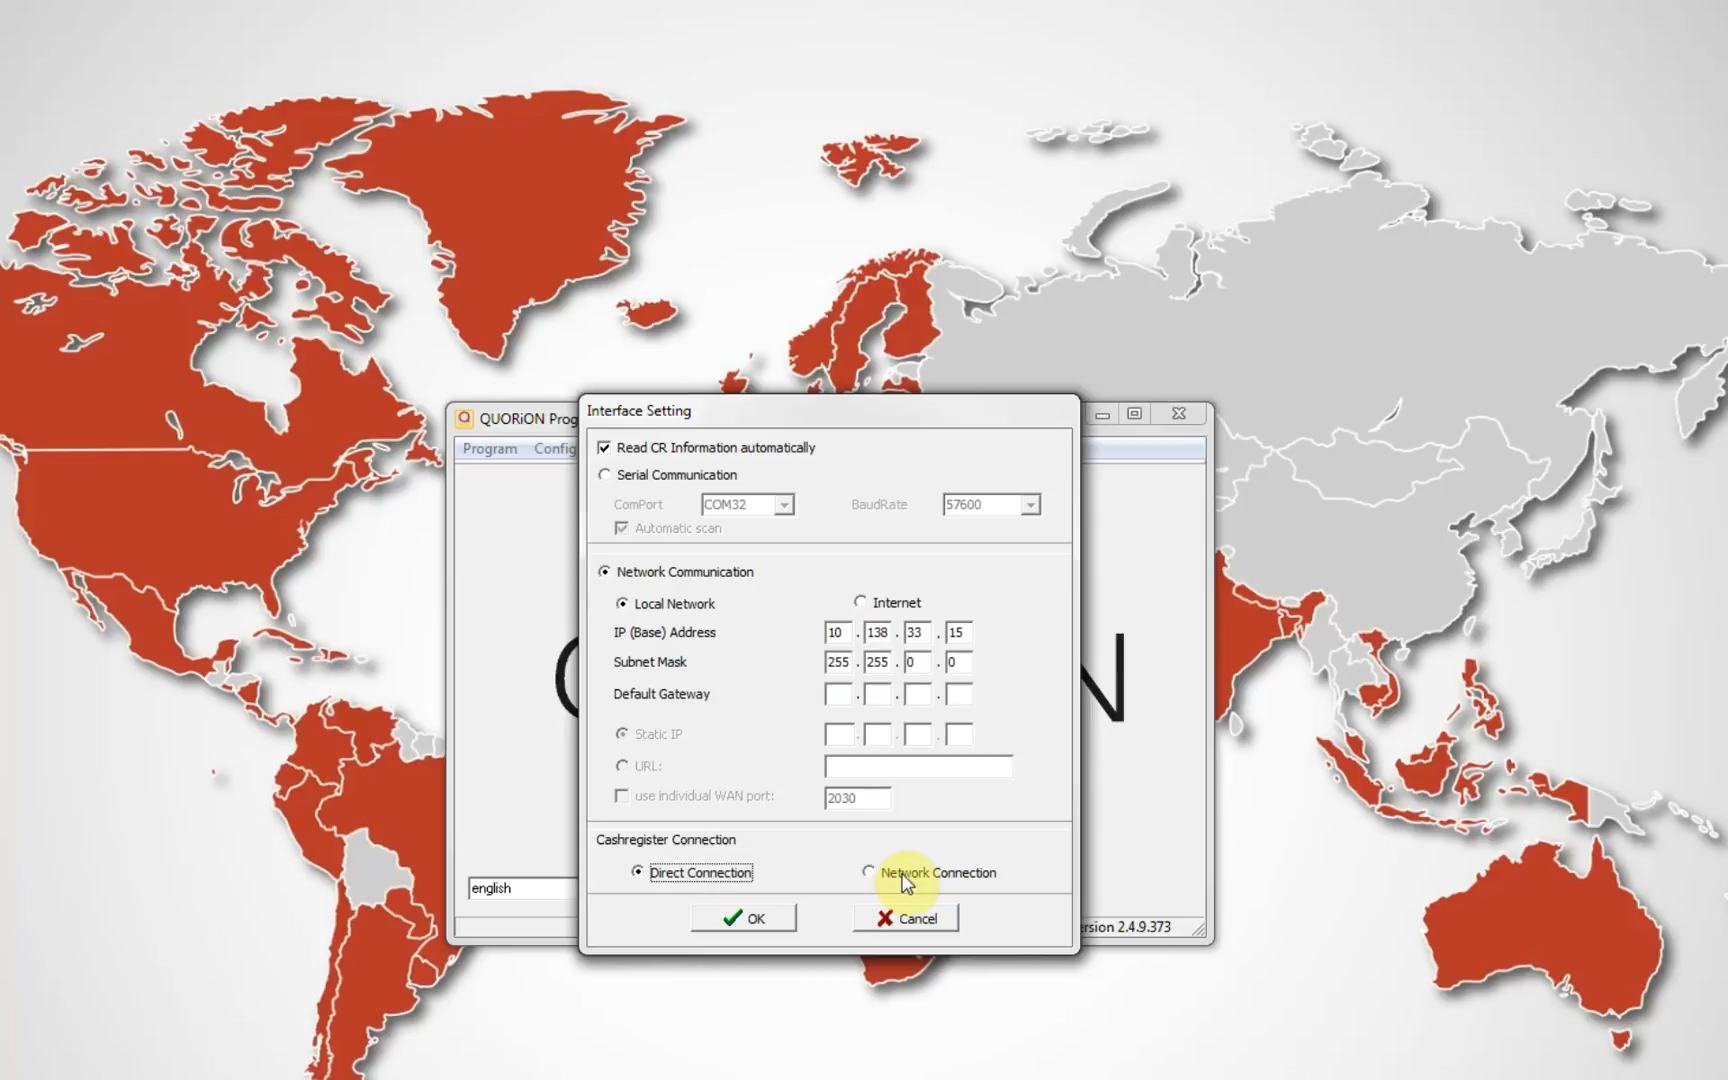 QUORiON Prog
Interface Setting
Program Config
Read CR Information automatically
Serial Communication
ComPort COM32 BaudRate 57600
Automatic scan
Network Communication
Local Network Internet
IP (Base) Address 10 . 138 . 33 . 15
Subnet Mask 255 . 255 . 0 . 0
Default Gateway . . .
Static IP . . .
URL:
use individual WAN port: 2030
Cashregister Connection
Direct Connection Network Connection
english
OK Cancel
ersion 2.4.9.373
N